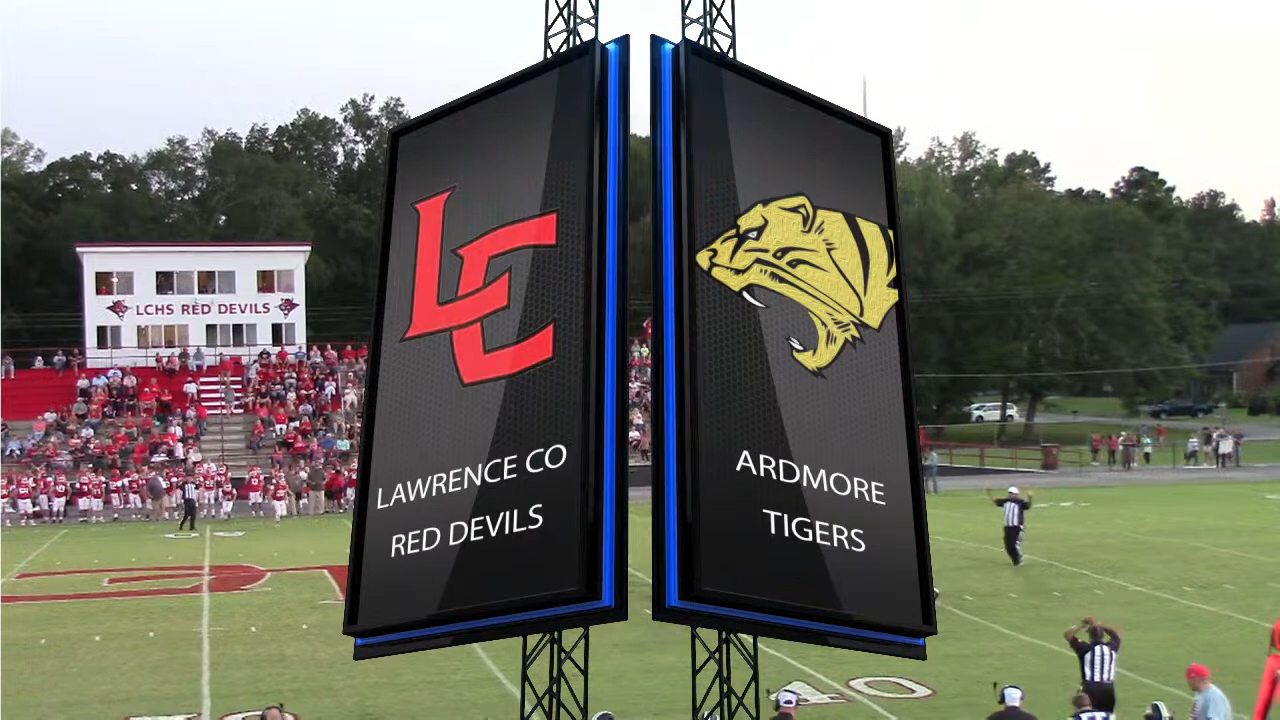 LCHS RED DEVILS
LC
LAWRENCE CO
RED DEVILS
ARDMORE
TIGERS